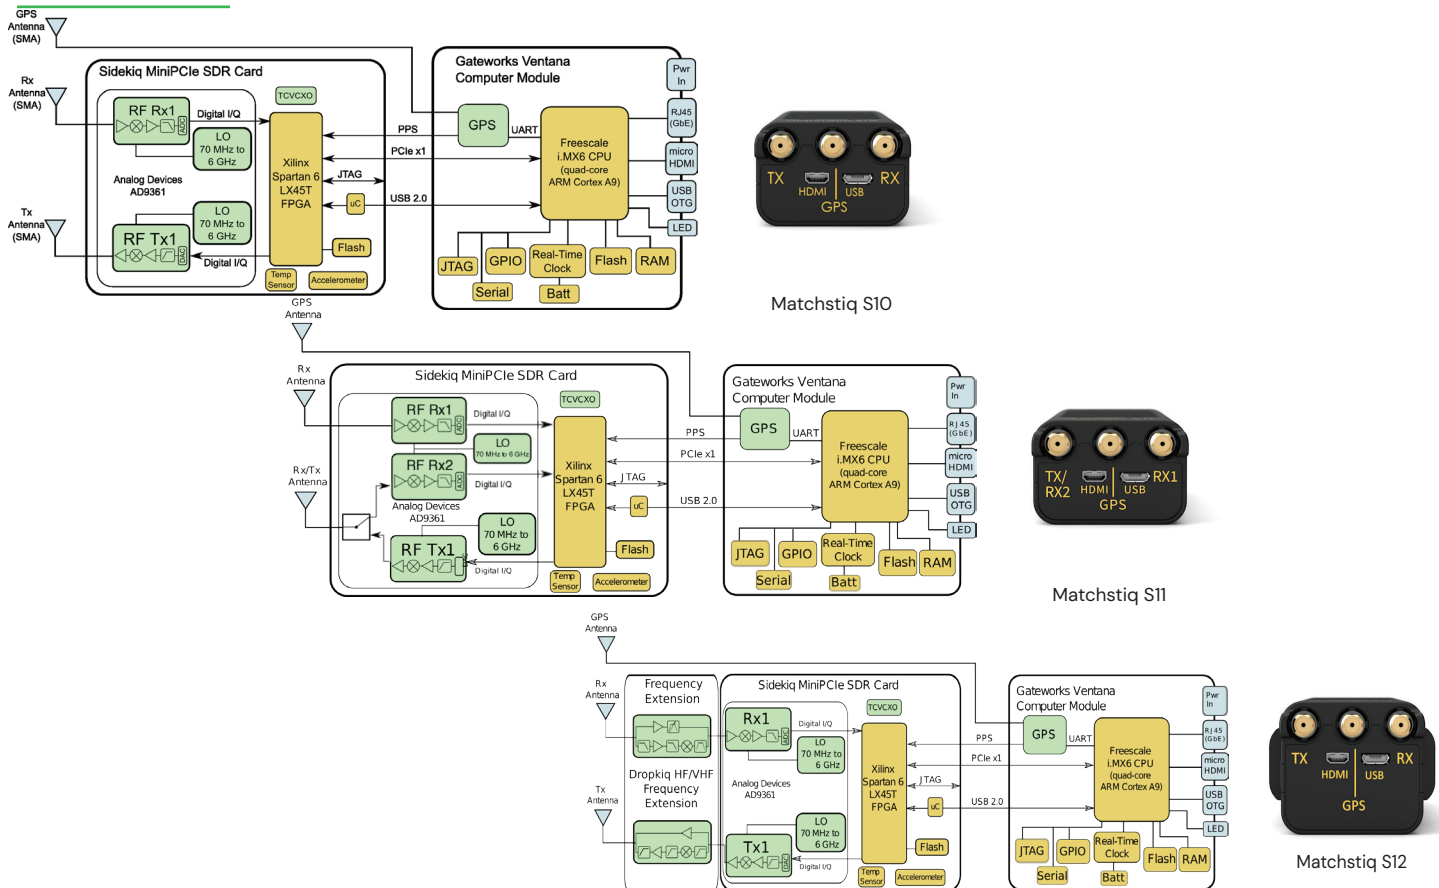 GPS
Antenna
(SMA)
Rx
Antenna
(SMA)
Tx
Antenna
(SMA)
Sidekiq MiniPCIe SDR Card
RF Rx1
ADC
Digital I/Q
TCVCXO
LO
70 MHz to
6 GHz
Analog Devices
AD9361
LO
70 MHz to
6 GHz
RF Tx1
DAC
Digital I/Q
Xilinx
Spartan 6
LX45T
FPGA
PPS
PCIe x1
JTAG
uC
USB 2.0
Flash
Temp
Sensor
Accelerometer
Gateworks Ventana
Computer Module
GPS
UART
Freescale
i.MX6 CPU
(quad-core
ARM Cortex A9)
Pwr
In
RJ45
(GbE)
micro
HDMI
USB
OTG
LED
JTAG
GPIO
Real-Time
Clock
Flash
RAM
Serial
Batt
TX
HDMI
USB
RX
GPS
Matchstiq S10
GPS
Antenna
Rx
Antenna
Rx/Tx
Antenna
Sidekiq MiniPCIe SDR Card
RF Rx1
ADC
Digital I/Q
TCVCXO
LO
70 MHz to 6 GHz
RF Rx2
ADC
Digital I/Q
Analog Devices
AD9361
LO
70 MHz to
6 GHz
RF Tx1
Digital I/Q
Xilinx
Spartan 6
LX45T
FPGA
PPS
PCIe x1
JTAG
uC
USB 2.0
Flash
Temp
Sensor
Accelerometer
Gateworks Ventana
Computer Module
GPS
UART
Freescale
i.MX6 CPU
(quad-core
ARM Cortex A9)
Pwr
In
RJ45
(GbE)
micro
HDMI
USB
OTG
LED
JTAG
GPIO
Real-Time
Clock
Flash
RAM
Serial
Batt
TX/
RX2
HDMI
USB
RX1
GPS
Matchstiq S11
GPS
Antenna
Rx
Antenna
Tx
Antenna
Frequency
Extension
Dropkiq HF/VHF
Frequency
Extension
Sidekiq MiniPCIe SDR Card
Rx1
ADC
Digital I/Q
TCVCXO
LO
70 MHz to
6 GHz
Analog Devices
AD9361
LO
70 MHz to
6 GHz
Tx1
DAC
Digital I/Q
Xilinx
Spartan 6
LX45T
FPGA
PPS
PCIe x1
JTAG
uC
USB 2.0
Flash
Temp
Sensor
Accelerometer
Gateworks Ventana
Computer Module
GPS
UART
Freescale
i.MX6 CPU
(quad-core
ARM Cortex A9)
Pwr
In
RJ45
(GbE)
micro
HDMI
USB
OTG
LED
JTAG
GPIO
Real-Time
Clock
Flash
RAM
Serial
Batt
TX
HDMI
USB
RX
GPS
Matchstiq S12